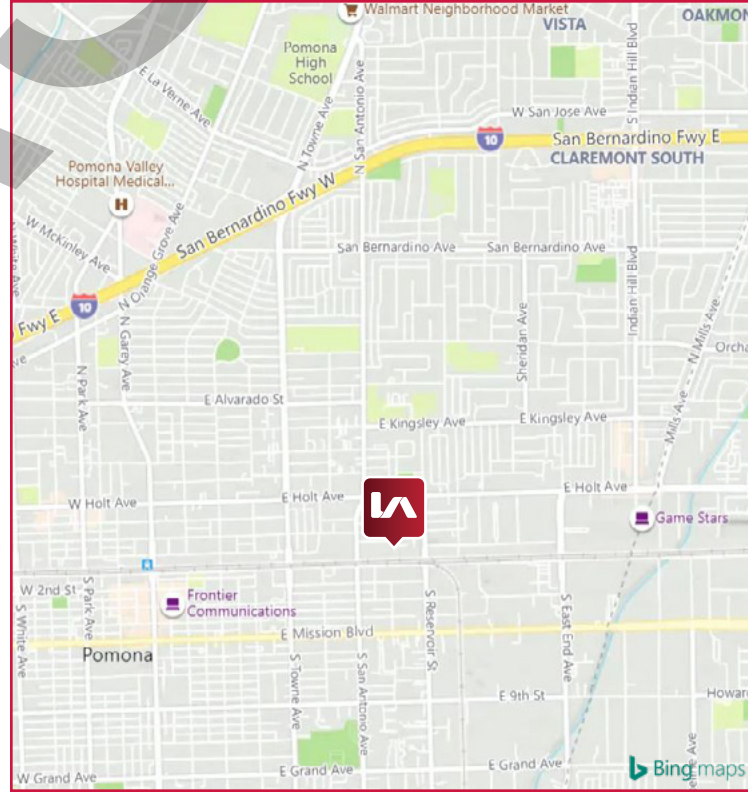 Walmart Neighborhood Market
VISTA
OAKMON
Pomona
High
School
E La Verne Ave
N Towne Ave
N San Antonio Ave
S Indian Hill Blvd
W San Jose Ave
10
San Bernardino Fwy E
CLAREMONT SOUTH
Pomona Valley
Hospital Medical...
H
San Bernardino Fwy W
W McKinley Ave
N Orange Grove Ave
N White Ave
San Bernardino Ave
San Bernardino Ave
Indian Hill Blvd
N Mills Ave
10
Fwy E
N Garey Ave
N Park Ave
Sheridan Ave
Orcha
E Alvarado St
E Kingsley Ave
E Kingsley Ave
Mills Ave
W Holt Ave
E Holt Ave
E Holt Ave
Game Stars
W 2nd St
S Park Ave
S White Ave
Frontier
Communications
S Reservoir St
S East End Ave
E Mission Blvd
Pomona
S Towne Ave
S San Antonio Ave
E 9th St
Howard
W Grand Ave
E Grand Ave
E Grand Ave
Bing maps